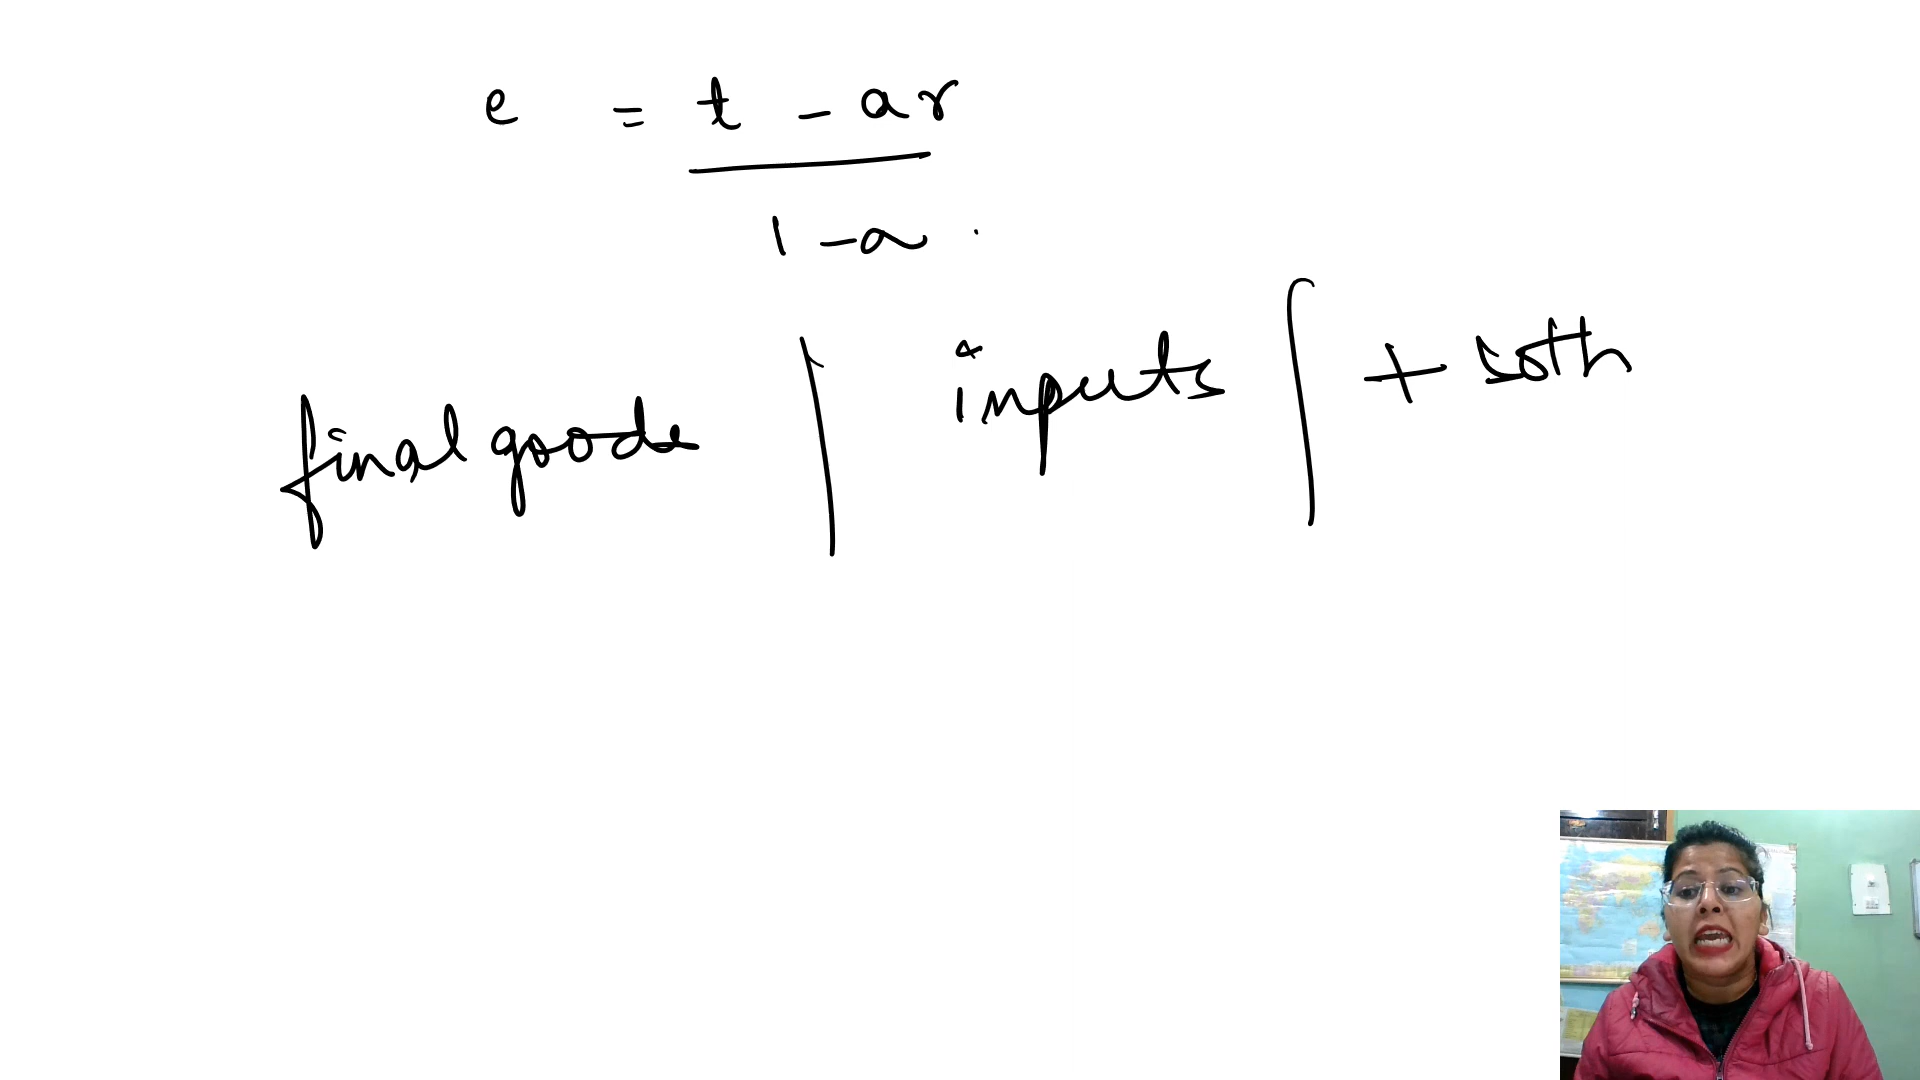 e = t - ar
1 - a .
final goods | inputs | + both